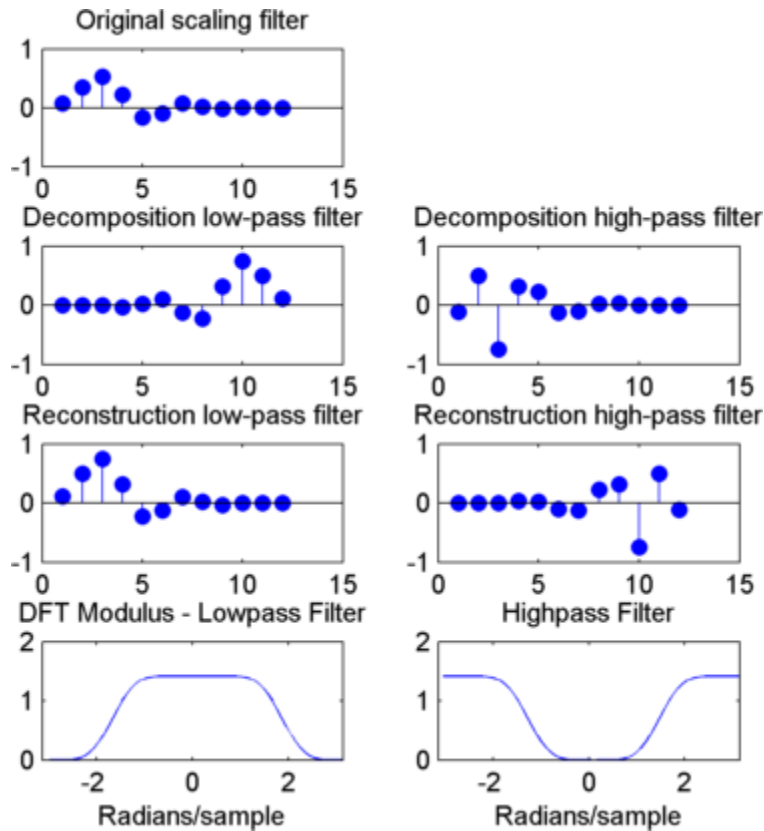 Original scaling filter
1
0
-1
0 5 10 15
Decomposition low-pass filter
1
0
-1
0 5 10 15
Decomposition high-pass filter
1
0
-1
0 5 10 15
Reconstruction low-pass filter
1
0
-1
0 5 10 15
Reconstruction high-pass filter
1
0
-1
0 5 10 15
DFT Modulus - Lowpass Filter
2
1
0
-2 0 2
Radians/sample
Highpass Filter
2
1
0
-2 0 2
Radians/sample